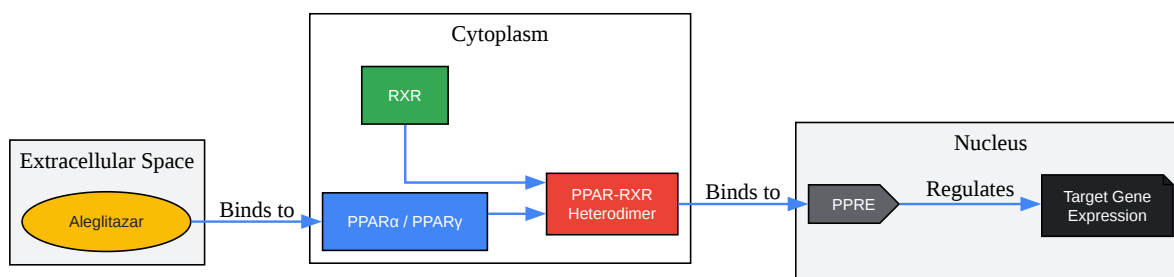 Extracellular Space
Aleglitazar
Binds to
Cytoplasm
RXR
PPARα / PPARγ
PPAR-RXR
Heterodimer
Binds to
Nucleus
PPRE
Regulates
Target Gene
Expression